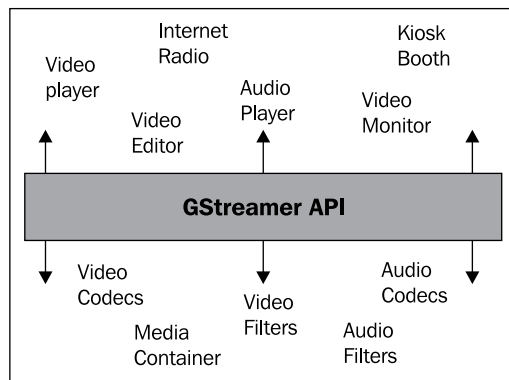 Internet
Radio
Kiosk
Booth
Video
player
Audio
Player
Video
Monitor
Video
Editor
GStreamer API
Video
Codecs
Audio
Codecs
Video
Filters
Media
Container
Audio
Filters